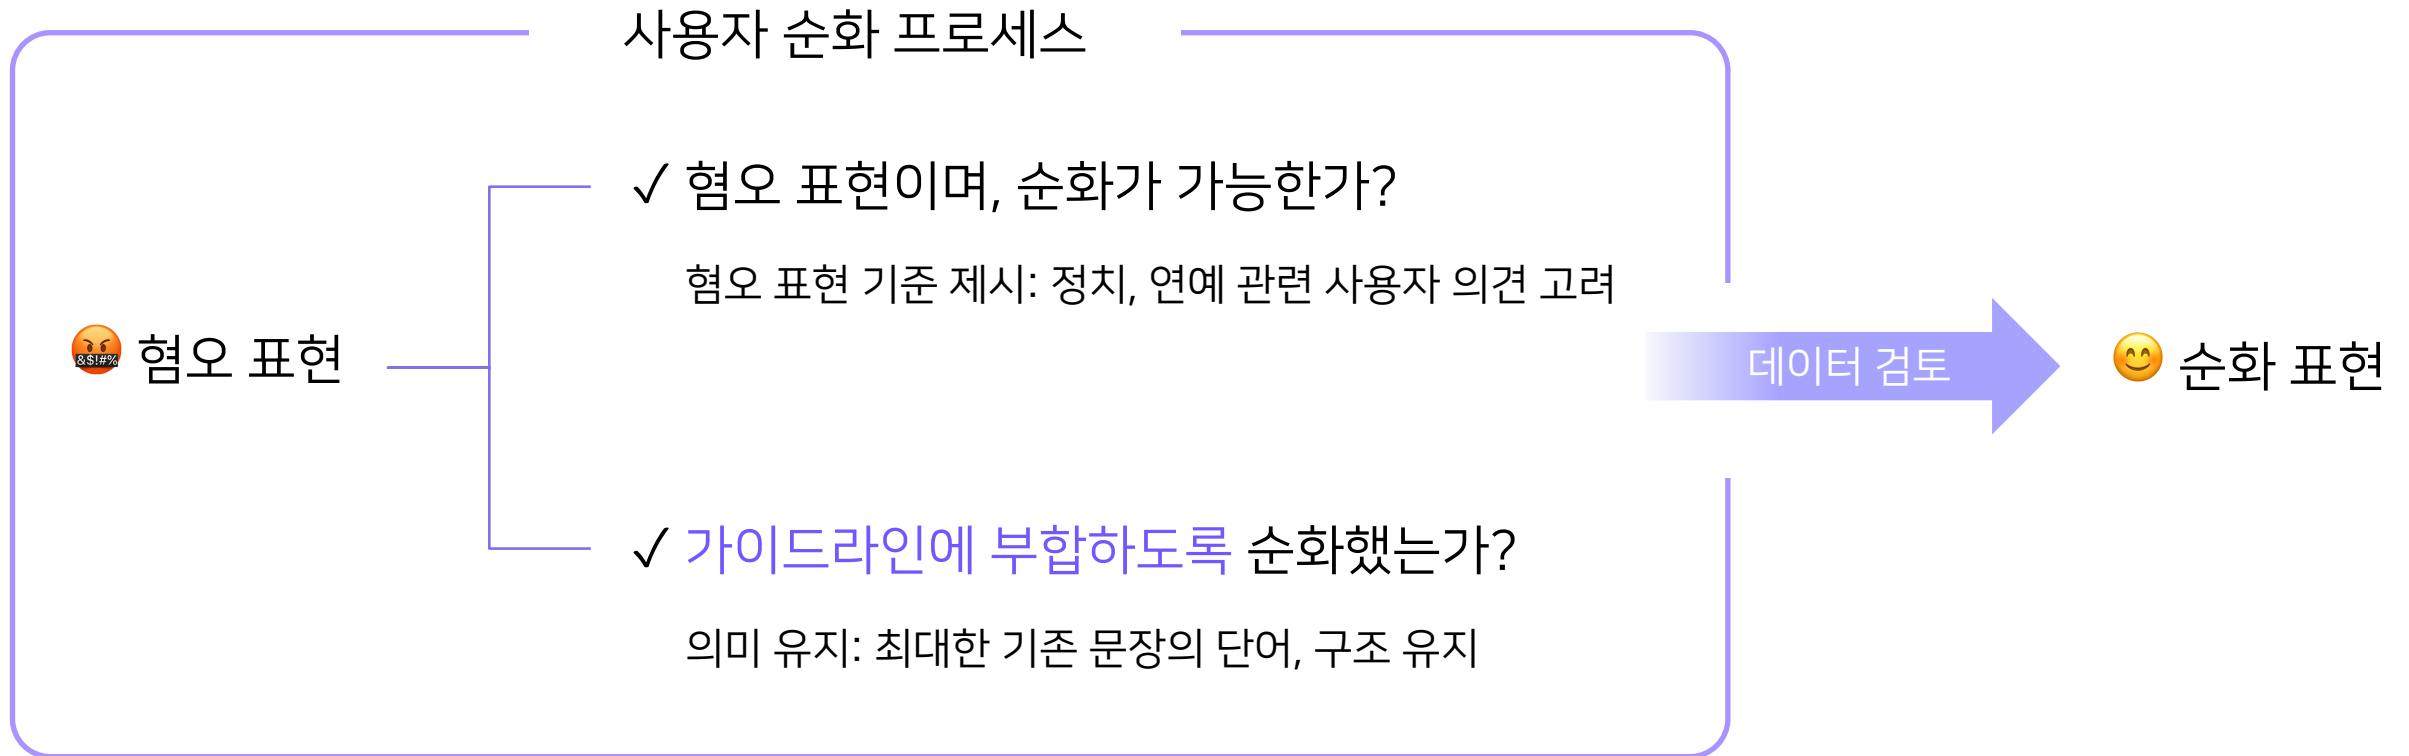 사용자 순화 프로세스
✓ 혐오 표현이며, 순화가 가능한가?
혐오 표현 기준 제시: 정치, 연예 관련 사용자 의견 고려
&$!#%
혐오 표현
데이터 검토
순화 표현
✓ 가이드라인에 부합하도록 순화했는가?
의미 유지: 최대한 기존 문장의 단어, 구조 유지